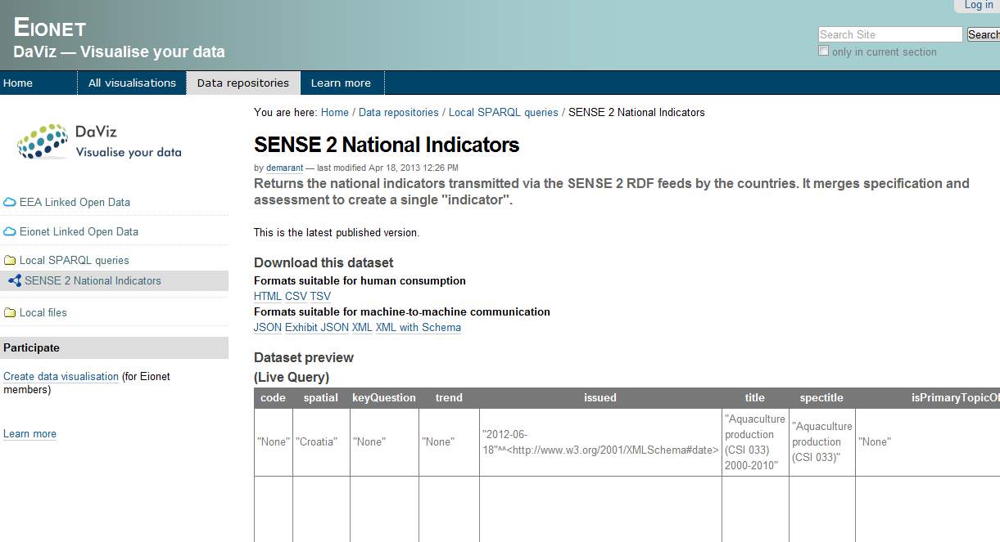 Log in
EIONET
DaViz — Visualise your data
Search Site
Search
only in current section
Home
All visualisations
Data repositories
Learn more
DaViz
Visualise your data
EEA Linked Open Data
Eionet Linked Open Data
Local SPARQL queries
SENSE 2 National Indicators
Local files
Participate
Create data visualisation (for Eionet
members)
Learn more
You are here: Home / Data repositories / Local SPARQL queries / SENSE 2 National Indicators
SENSE 2 National Indicators
by demarant — last modified Apr 18, 2013 12:26 PM
Returns the national indicators transmitted via the SENSE 2 RDF feeds by the countries. It merges specification and
assessment to create a single "indicator".
This is the latest published version.
Download this dataset
Formats suitable for human consumption
HTML CSV TSV
Formats suitable for machine-to-machine communication
JSON Exhibit JSON XML XML with Schema
Dataset preview
(Live Query)
code spatial keyQuestion trend issued title spectitle isPrimaryTopicOf
"None" "Croatia" "None" "None"
"2012-06-
18"^^<http://www.w3.org/2001/XMLSchema#date>
"Aquaculture
production
(CSI 033)
2000-2010"
"Aquaculture
production
(CSI 033)"
"None"